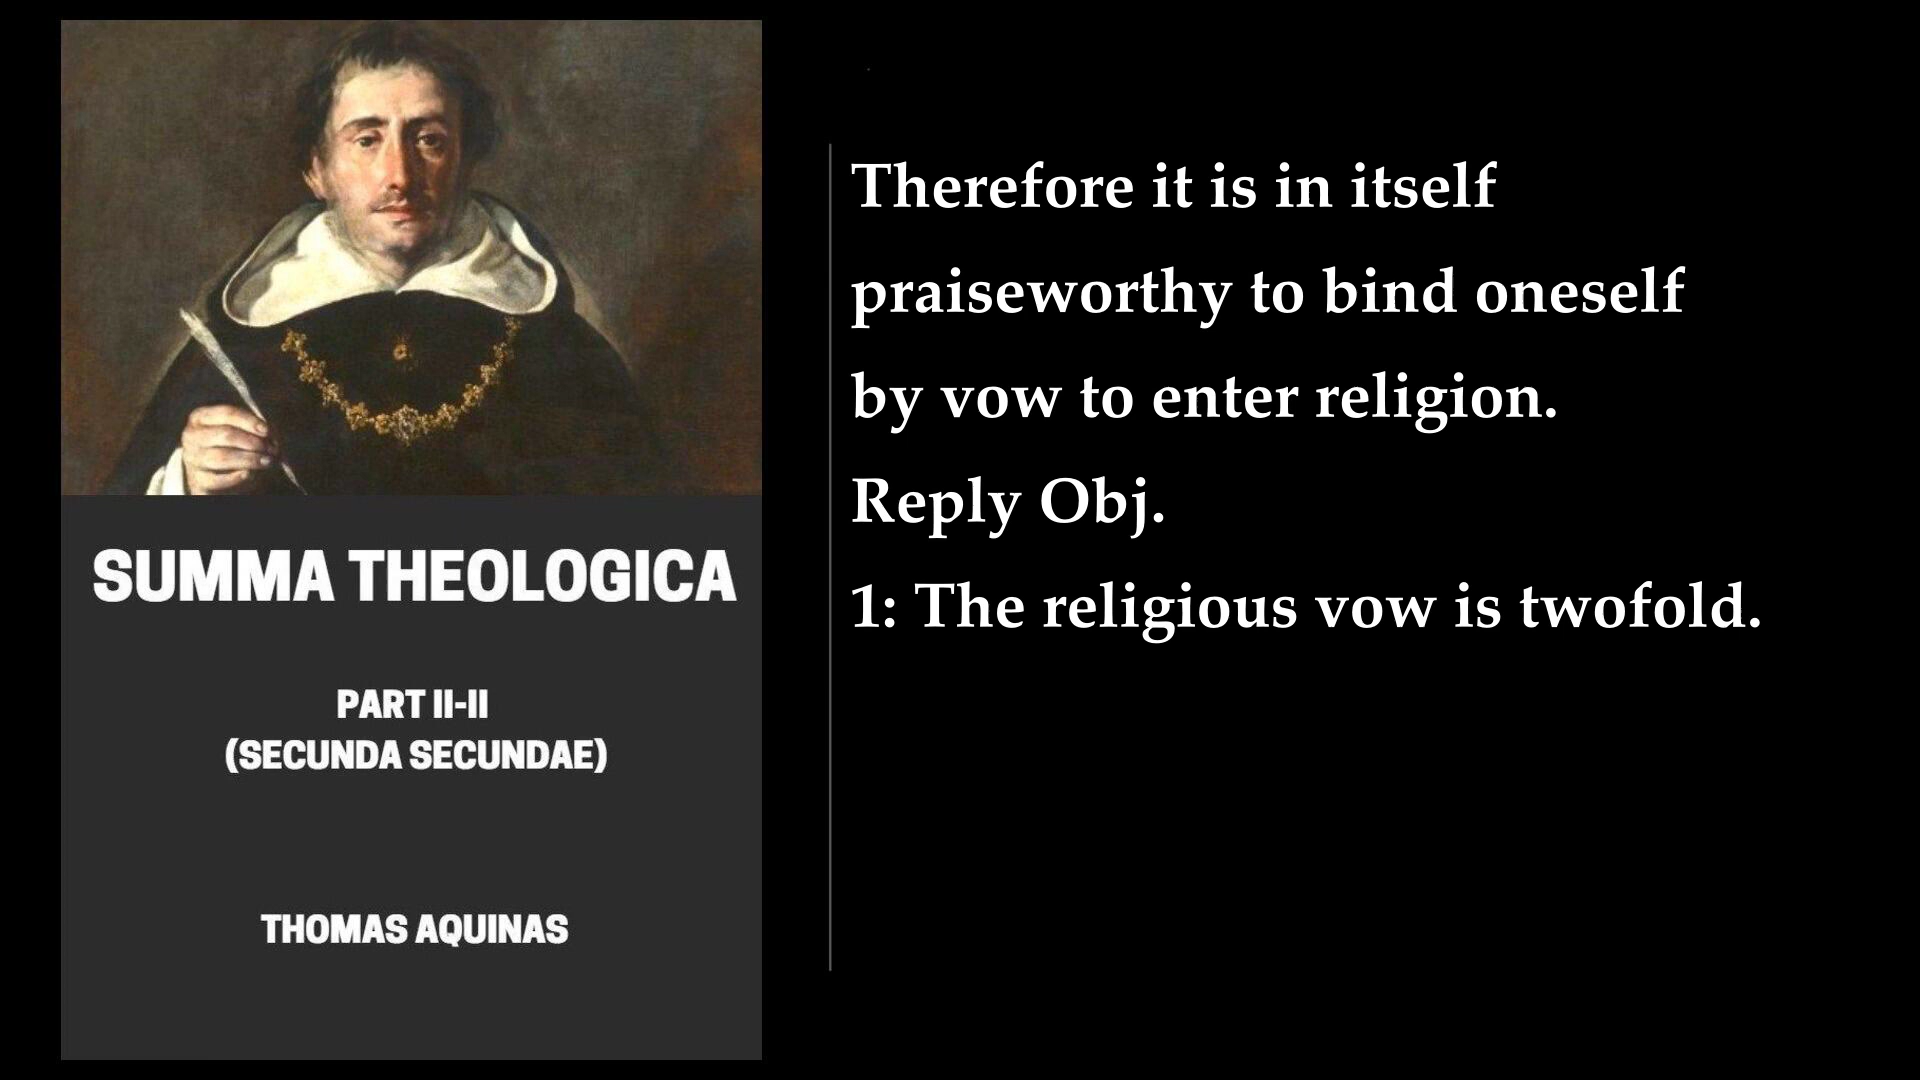 SUMMA THEOLOGICA
PART II-II
(SECUNDA SECUNDAE)
THOMAS AQUINAS
Therefore it is in itself
praiseworthy to bind oneself
by vow to enter religion.
Reply Obj.
1: The religious vow is twofold.